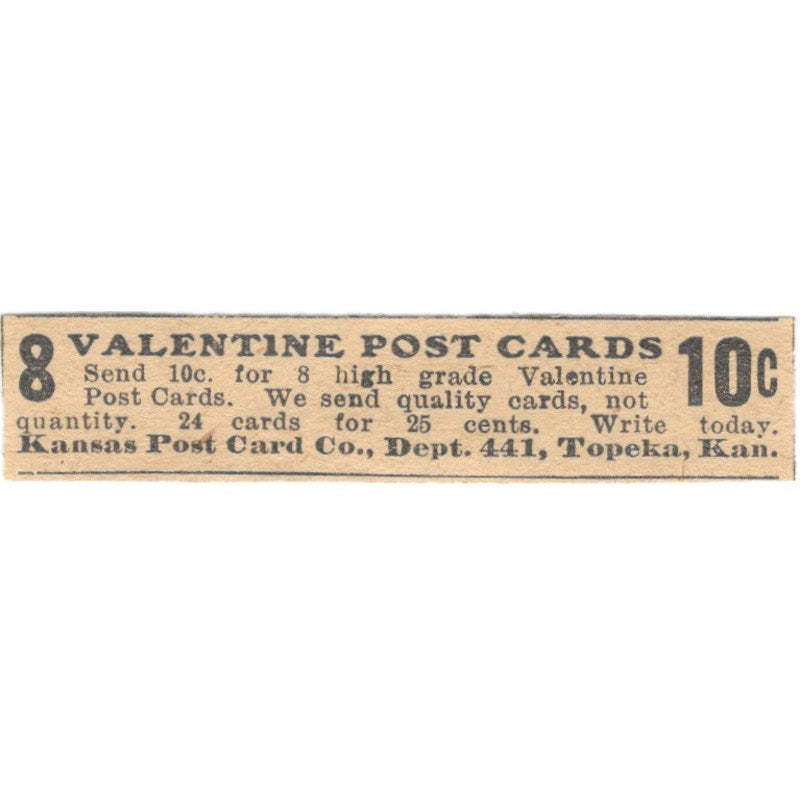 8 VALENTINE POST CARDS 10c
Send 10c. for 8 high grade Valentine
Post Cards. We send quality cards, not
quantity. 24 cards for 25 cents. Write today.
Kansas Post Card Co., Dept. 441, Topeka, Kan.